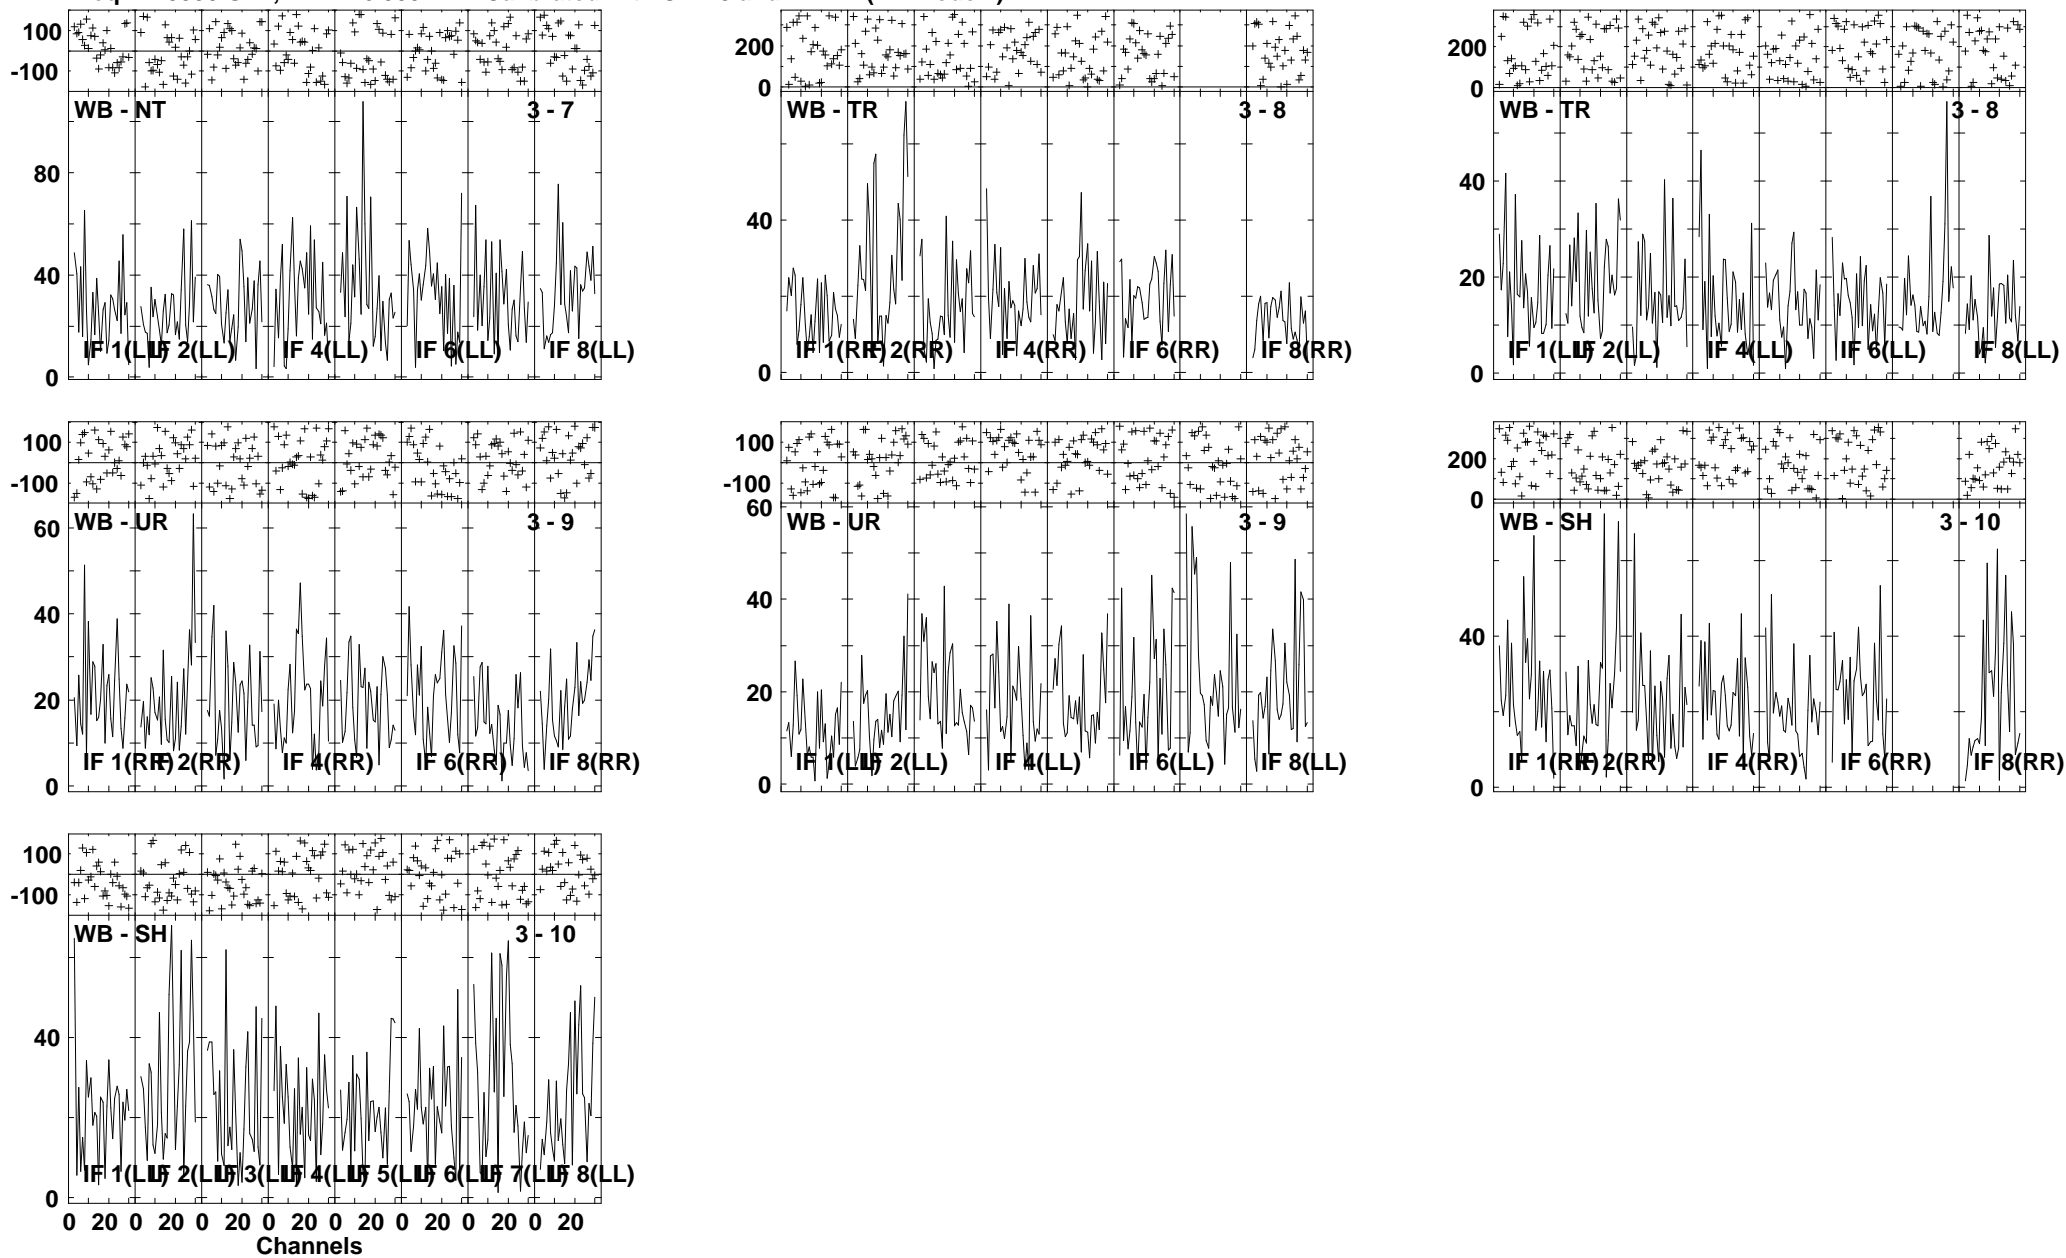 100
-100
WB - NT
3 - 7
80
40
0
IF 1(LL)
IF 2(LL)
IF 4(LL)
IF 6(LL)
IF 8(LL)
200
0
WB - TR
3 - 8
40
0
IF 1(RR)
IF 2(RR)
IF 4(RR)
IF 6(RR)
IF 8(RR)
200
0
WB - TR
3 - 8
40
20
0
IF 1(LL)
IF 2(LL)
IF 4(LL)
IF 6(LL)
IF 8(LL)
100
-100
WB - UR
3 - 9
60
40
20
0
IF 1(RR)
IF 2(RR)
IF 4(RR)
IF 6(RR)
IF 8(RR)
100
-100
WB - UR
3 - 9
60
40
20
0
IF 1(LL)
IF 2(LL)
IF 4(LL)
IF 6(LL)
IF 8(LL)
200
0
WB - SH
3 - 10
40
0
IF 1(RR)
IF 2(RR)
IF 4(RR)
IF 6(RR)
IF 8(RR)
100
-100
WB - SH
3 - 10
40
0
IF 1(LL)
IF 2(LL)
IF 3(LL)
IF 4(LL)
IF 5(LL)
IF 6(LL)
IF 7(LL)
IF 8(LL)
0 20 0 20 0 20 0 20 0 20 0 20 0 20 0 20
Channels